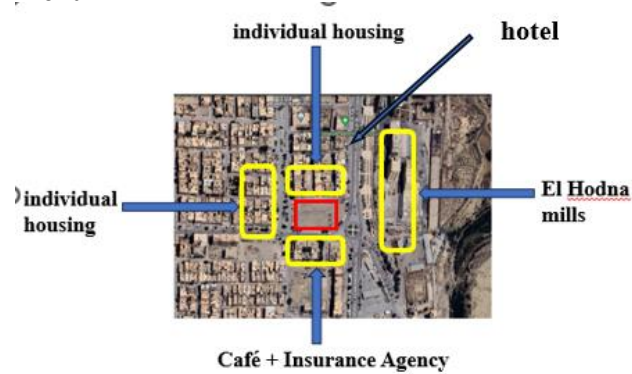 individual housing
hotel
individual
housing
El Hodna
mills
Café + Insurance Agency